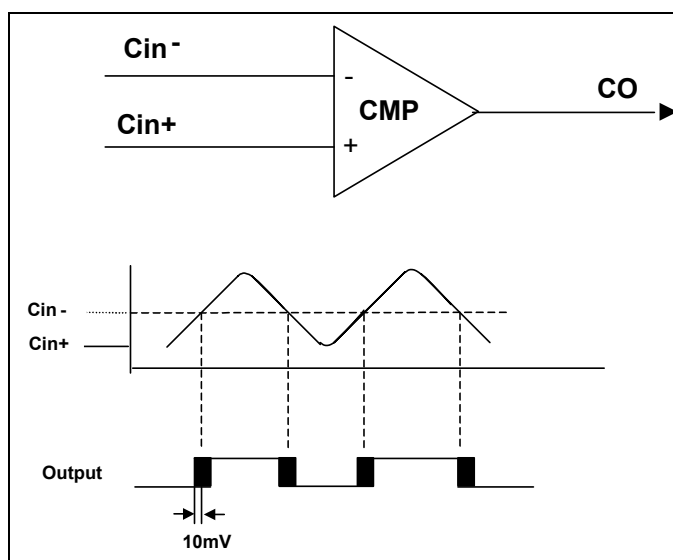 Cin -
-
CMP
CO
Cin+
+
Cin -
Cin+
Output
10mV